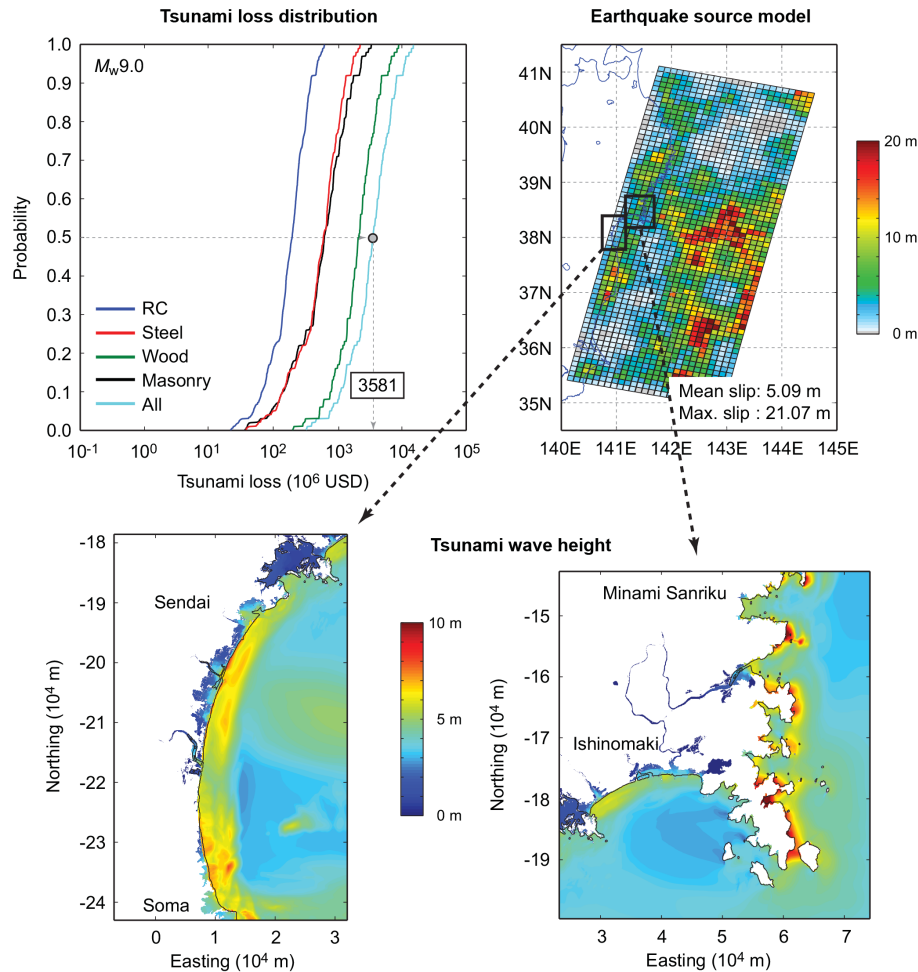 Tsunami loss distribution
Earthquake source model
1.0
0.9
0.8
0.7
0.6
0.5
0.4
0.3
0.2
0.1
0.0
Probability
Mw9.0
RC
Steel
Wood
Masonry
All
3581
10-1
100
101
102
103
104
105
Tsunami loss (106 USD)
41N
40N
39N
38N
37N
36N
35N
140E
141E
142E
143E
144E
145E
Mean slip: 5.09 m
Max. slip : 21.07 m
20 m
10 m
0 m
Tsunami wave height
-18
-19
-20
-21
-22
-23
-24
Northing (104 m)
Sendai
Soma
0
1
2
3
Easting (104 m)
10 m
5 m
0 m
-15
-16
-17
-18
-19
Northing (104 m)
Minami Sanriku
Ishinomaki
3
4
5
6
7
Easting (104 m)